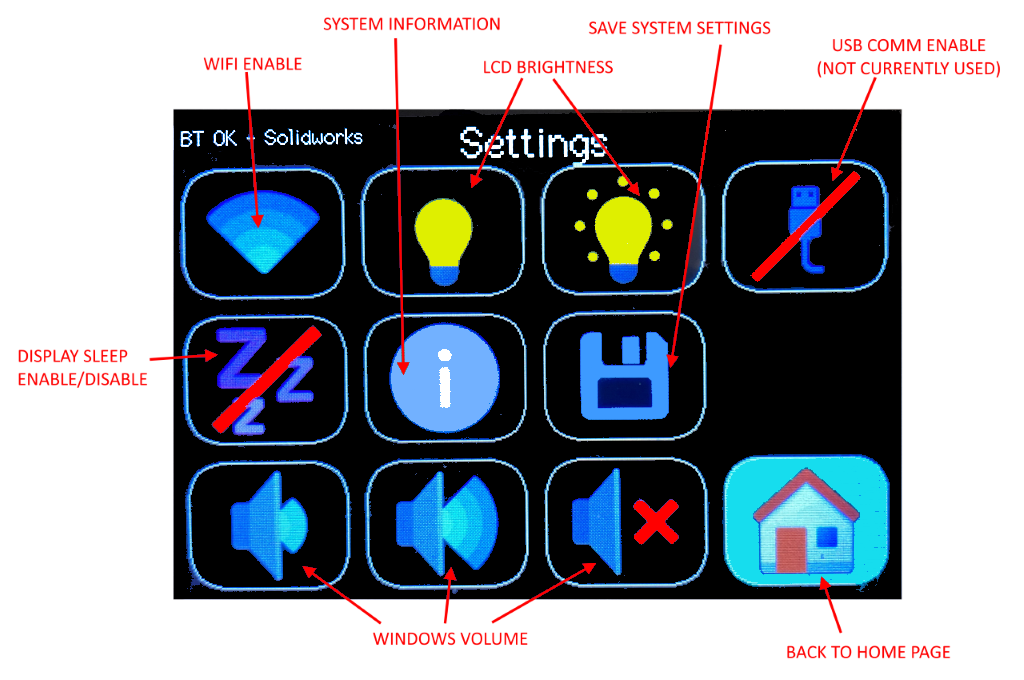 SYSTEM INFORMATION
SAVE SYSTEM SETTINGS
WIFI ENABLE
LCD BRIGHTNESS
USB COMM ENABLE
(NOT CURRENTLY USED)
BT OK - Solidworks
Settings
DISPLAY SLEEP
ENABLE/DISABLE
WINDOWS VOLUME
BACK TO HOME PAGE